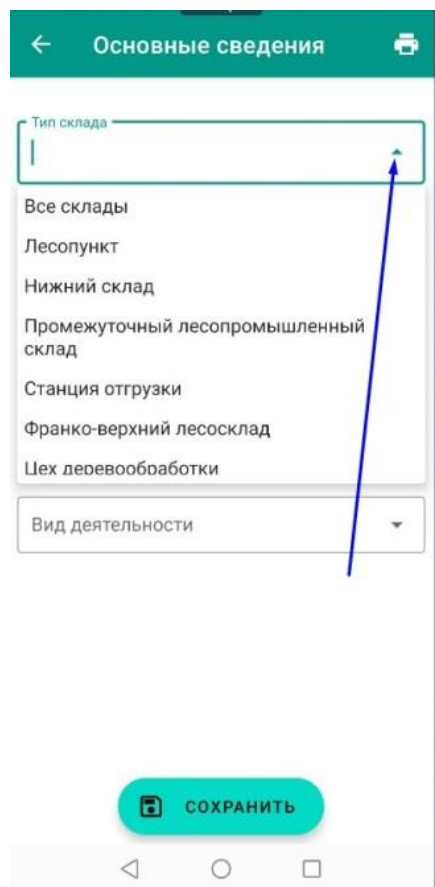 Основные сведения
Тип склада
Все склады
Лесопункт
Нижний склад
Промежуточный лесопромышленный
склад
Станция отгрузки
Франко-верхний лесосклад
Цех деревообработки
Вид деятельности
СОХРАНИТЬ